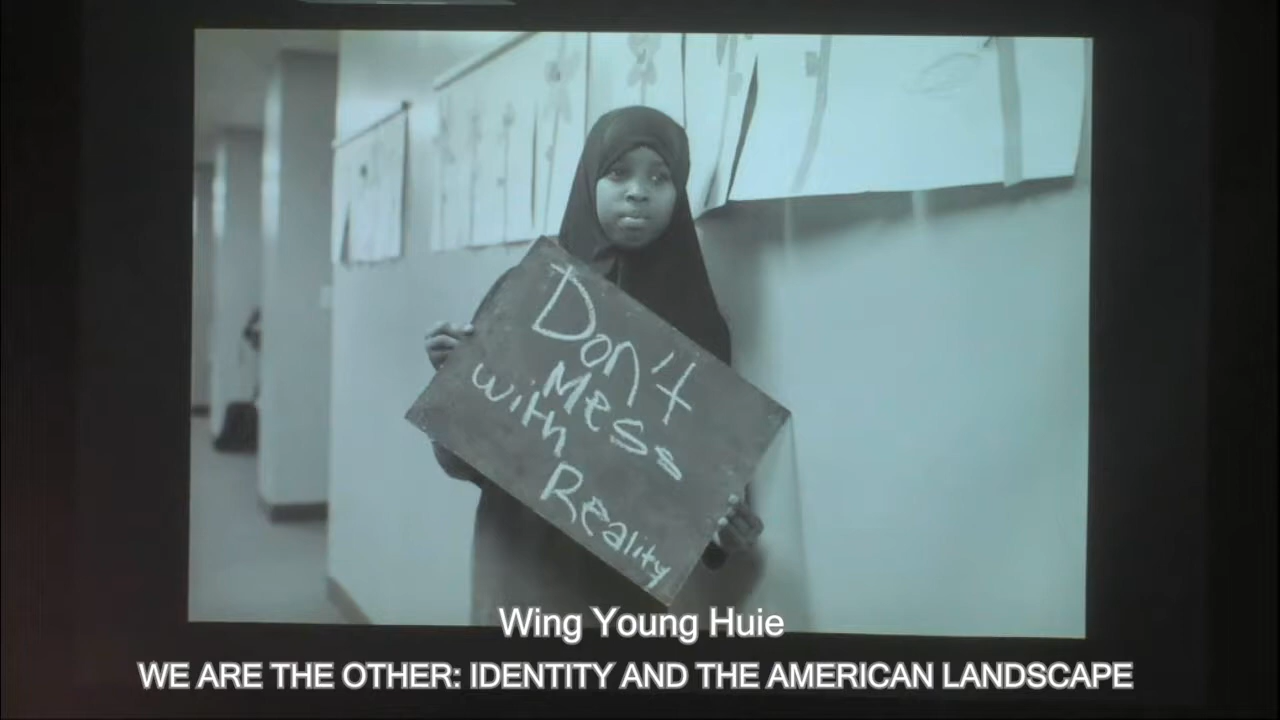 Don't
Mess
with
Reality
Wing Young Huie
WE ARE THE OTHER: IDENTITY AND THE AMERICAN LANDSCAPE